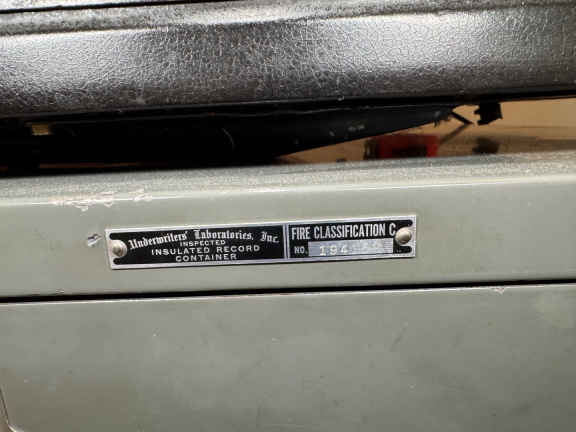 Underwriters' Laboratories, Inc.
INSPECTED
INSULATED RECORD
CONTAINER
FIRE CLASSIFICATION C
NO.